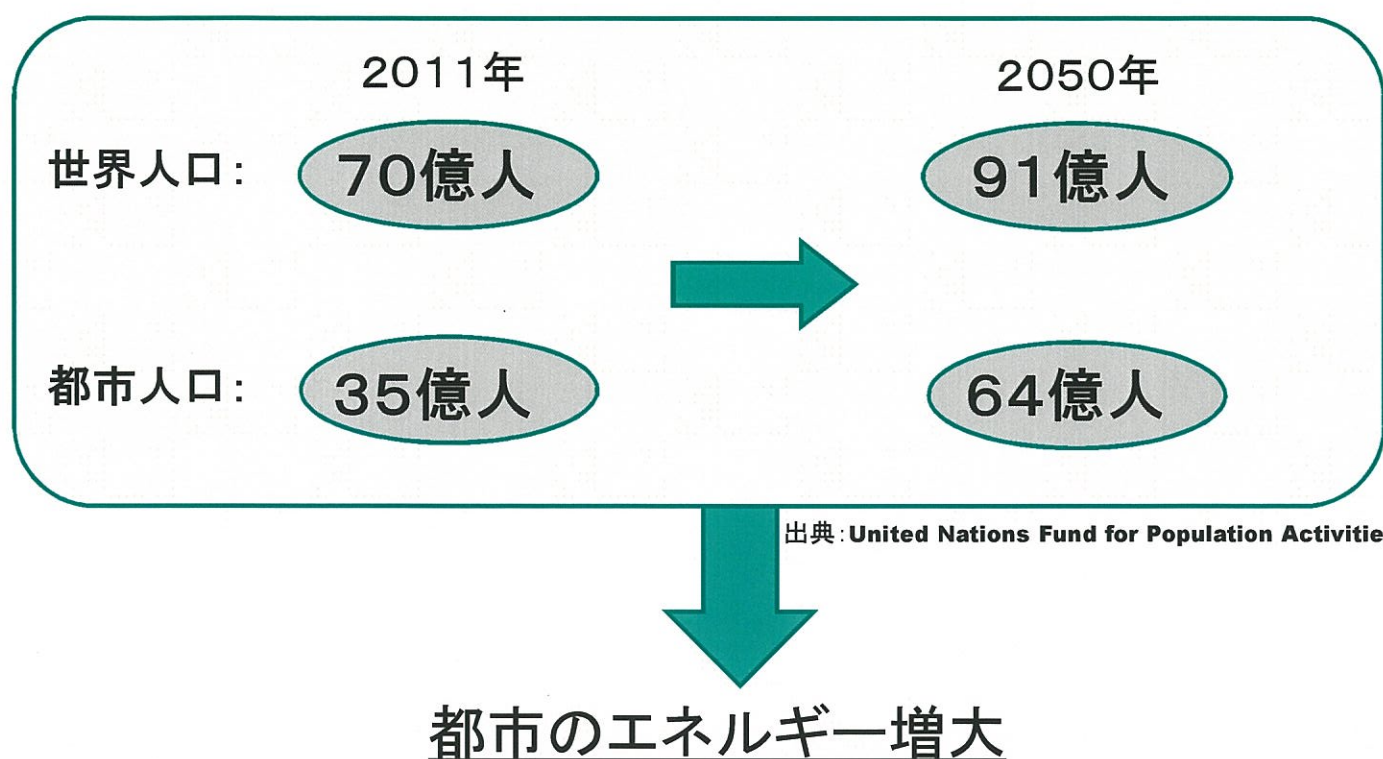 2011年 2050年
世界人口： 70億人 91億人
都市人口： 35億人 64億人
出典：United Nations Fund for Population Activitie
都市のエネルギー増大